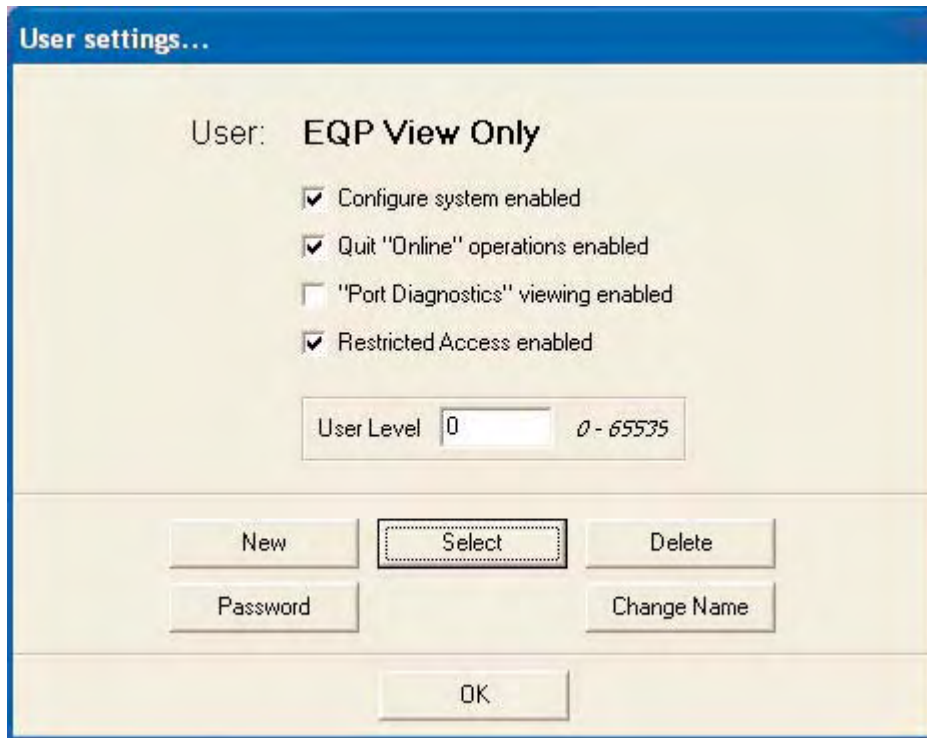 User settings...
User: EQP View Only
Configure system enabled
Quit "Online" operations enabled
"Port Diagnostics" viewing enabled
Restricted Access enabled
User Level 0 0 - 65535
New Select Delete
Password Change Name
OK